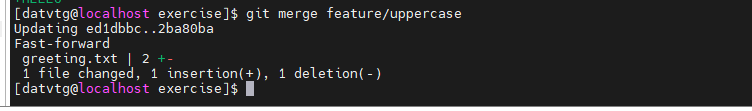 [datvtg@localhost exercise]$ git merge feature/uppercase
Updating ed1dbbc..2ba80ba
Fast-forward
 greeting.txt | 2 +-
 1 file changed, 1 insertion(+), 1 deletion(-)
[datvtg@localhost exercise]$